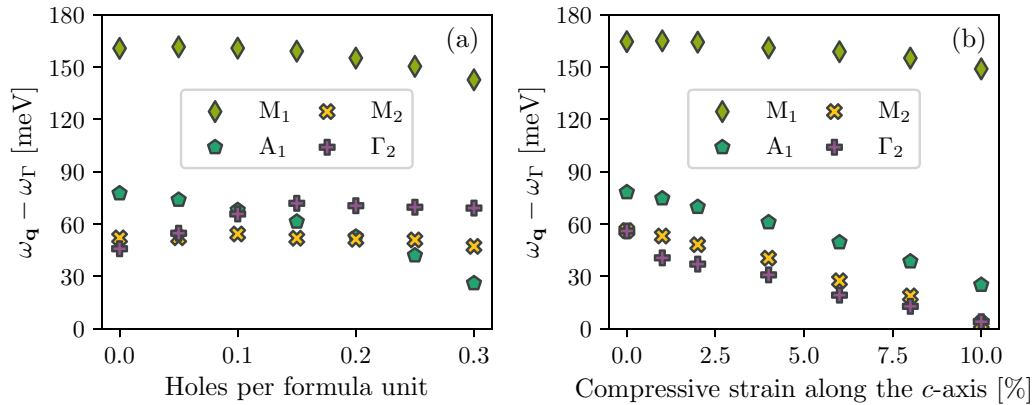 (a)
ω_q − ω_Γ [meV]
180
150
120
90
60
30
0
M₁ M₂
A₁ Γ₂
0.0 0.1 0.2 0.3
Holes per formula unit
(b)
ω_q − ω_Γ [meV]
180
150
120
90
60
30
0
M₁ M₂
A₁ Γ₂
0.0 2.5 5.0 7.5 10.0
Compressive strain along the c-axis [%]